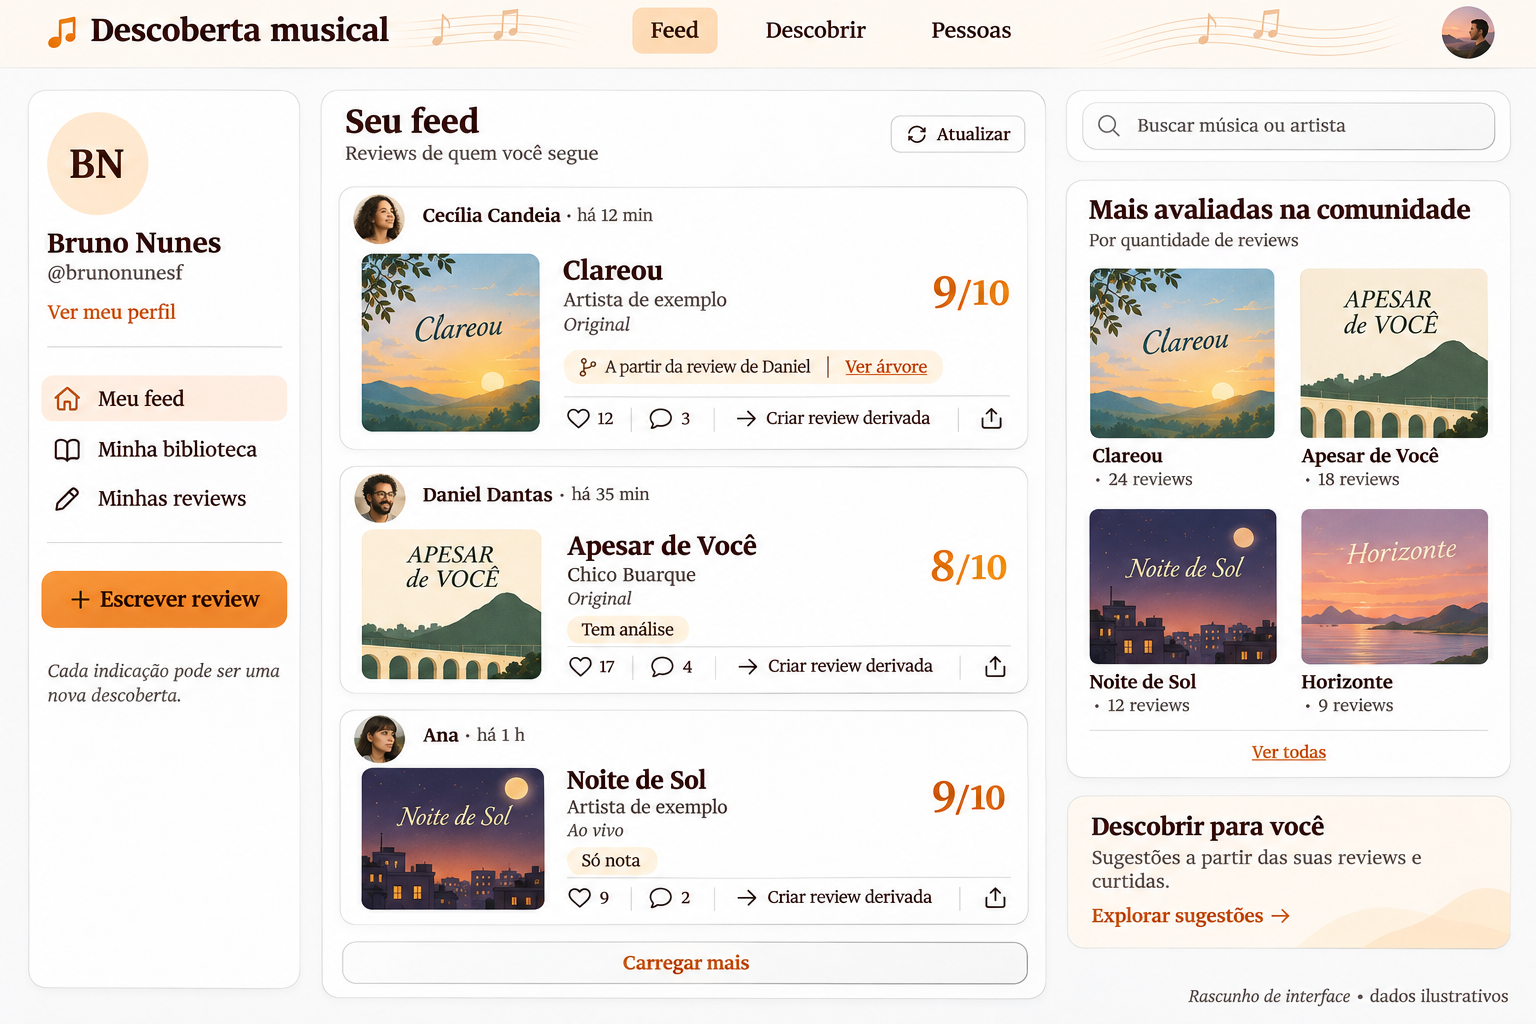 Descoberta musical
Feed
Descobrir
Pessoas
BN
Bruno Nunes
@brunonunesf
Ver meu perfil
Meu feed
Minha biblioteca
Minhas reviews
+ Escrever review
Cada indicação pode ser uma
nova descoberta.
Seu feed
Reviews de quem você segue
Atualizar
Cecília Candeia • há 12 min
Clareou
Clareou
Artista de exemplo
Original
9/10
A partir da review de Daniel | Ver árvore
12
3
→ Criar review derivada
Daniel Dantas • há 35 min
APESAR
de VOCÊ
Apesar de Você
Chico Buarque
Original
8/10
Tem análise
17
4
→ Criar review derivada
Ana • há 1 h
Noite de Sol
Noite de Sol
Artista de exemplo
Ao vivo
9/10
Só nota
9
2
→ Criar review derivada
Carregar mais
Buscar música ou artista
Mais avaliadas na comunidade
Por quantidade de reviews
Clareou
Clareou
• 24 reviews
APESAR
de VOCÊ
Apesar de Você
• 18 reviews
Noite de Sol
Noite de Sol
• 12 reviews
Horizonte
Horizonte
• 9 reviews
Ver todas
Descobrir para você
Sugestões a partir das suas reviews e
curtidas.
Explorar sugestões →
Rascunho de interface • dados ilustrativos